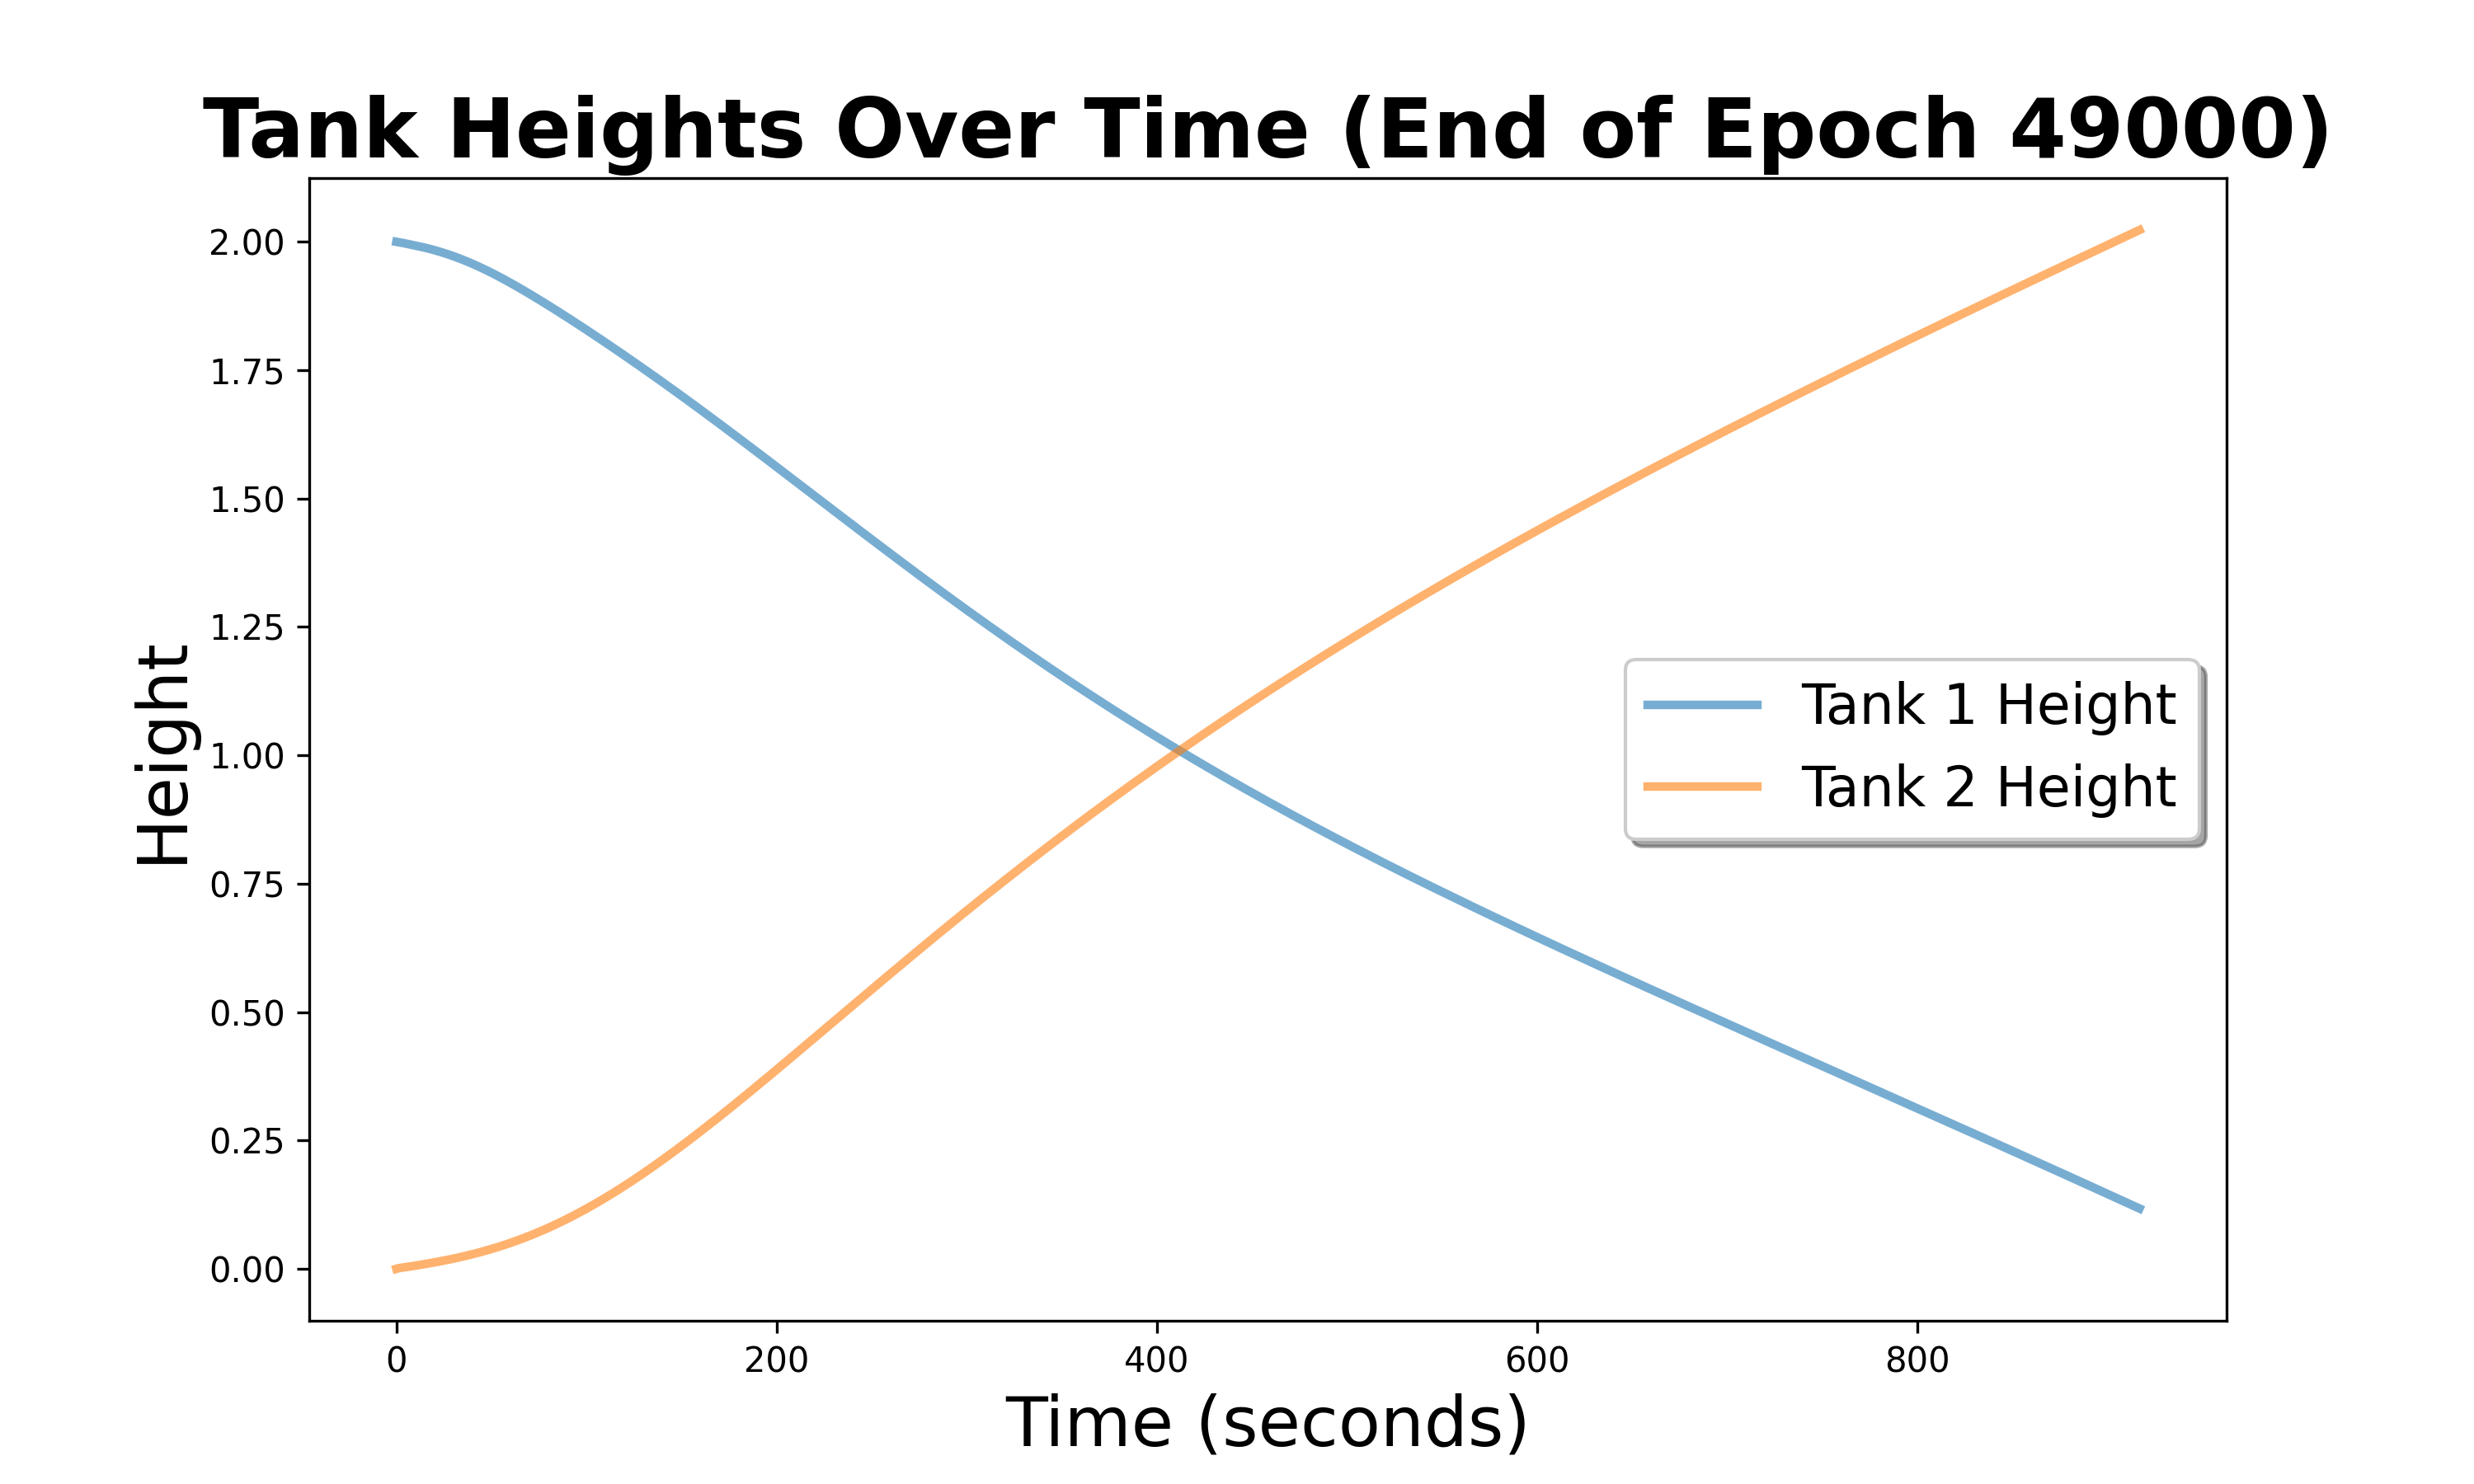 Tank Heights Over Time (End of Epoch 49000)
2.00
1.75
1.50
1.25
1.00
0.75
0.50
0.25
0.00
Height
Tank 1 Height
Tank 2 Height
0 200 400 600 800
Time (seconds)